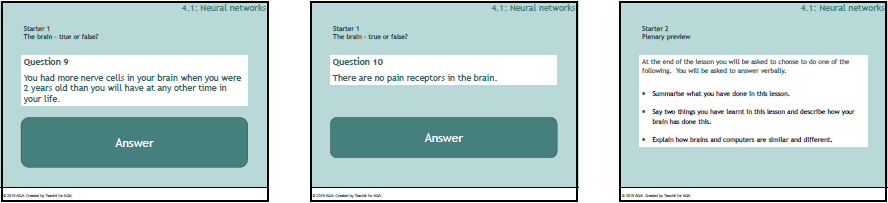 4.1: Neural networks
Starter 1
The brain - true or false?
Question 9
You had more nerve cells in your brain when you were
2 years old than you will have at any other time in
your life.
Answer
© 2015 AQA. Created by Teachit for AQA.
4.1: Neural networks
Starter 1
The brain - true or false?
Question 10
There are no pain receptors in the brain.
Answer
© 2015 AQA. Created by Teachit for AQA.
4.1: Neural networks
Starter 2
Plenary preview
At the end of the lesson you will be asked to choose to do one of the
following. You will be asked to answer verbally.
• Summarise what you have done in this lesson.
• Say two things you have learnt in this lesson and describe how your
brain has done this.
• Explain how brains and computers are similar and different.
© 2015 AQA. Created by Teachit for AQA.